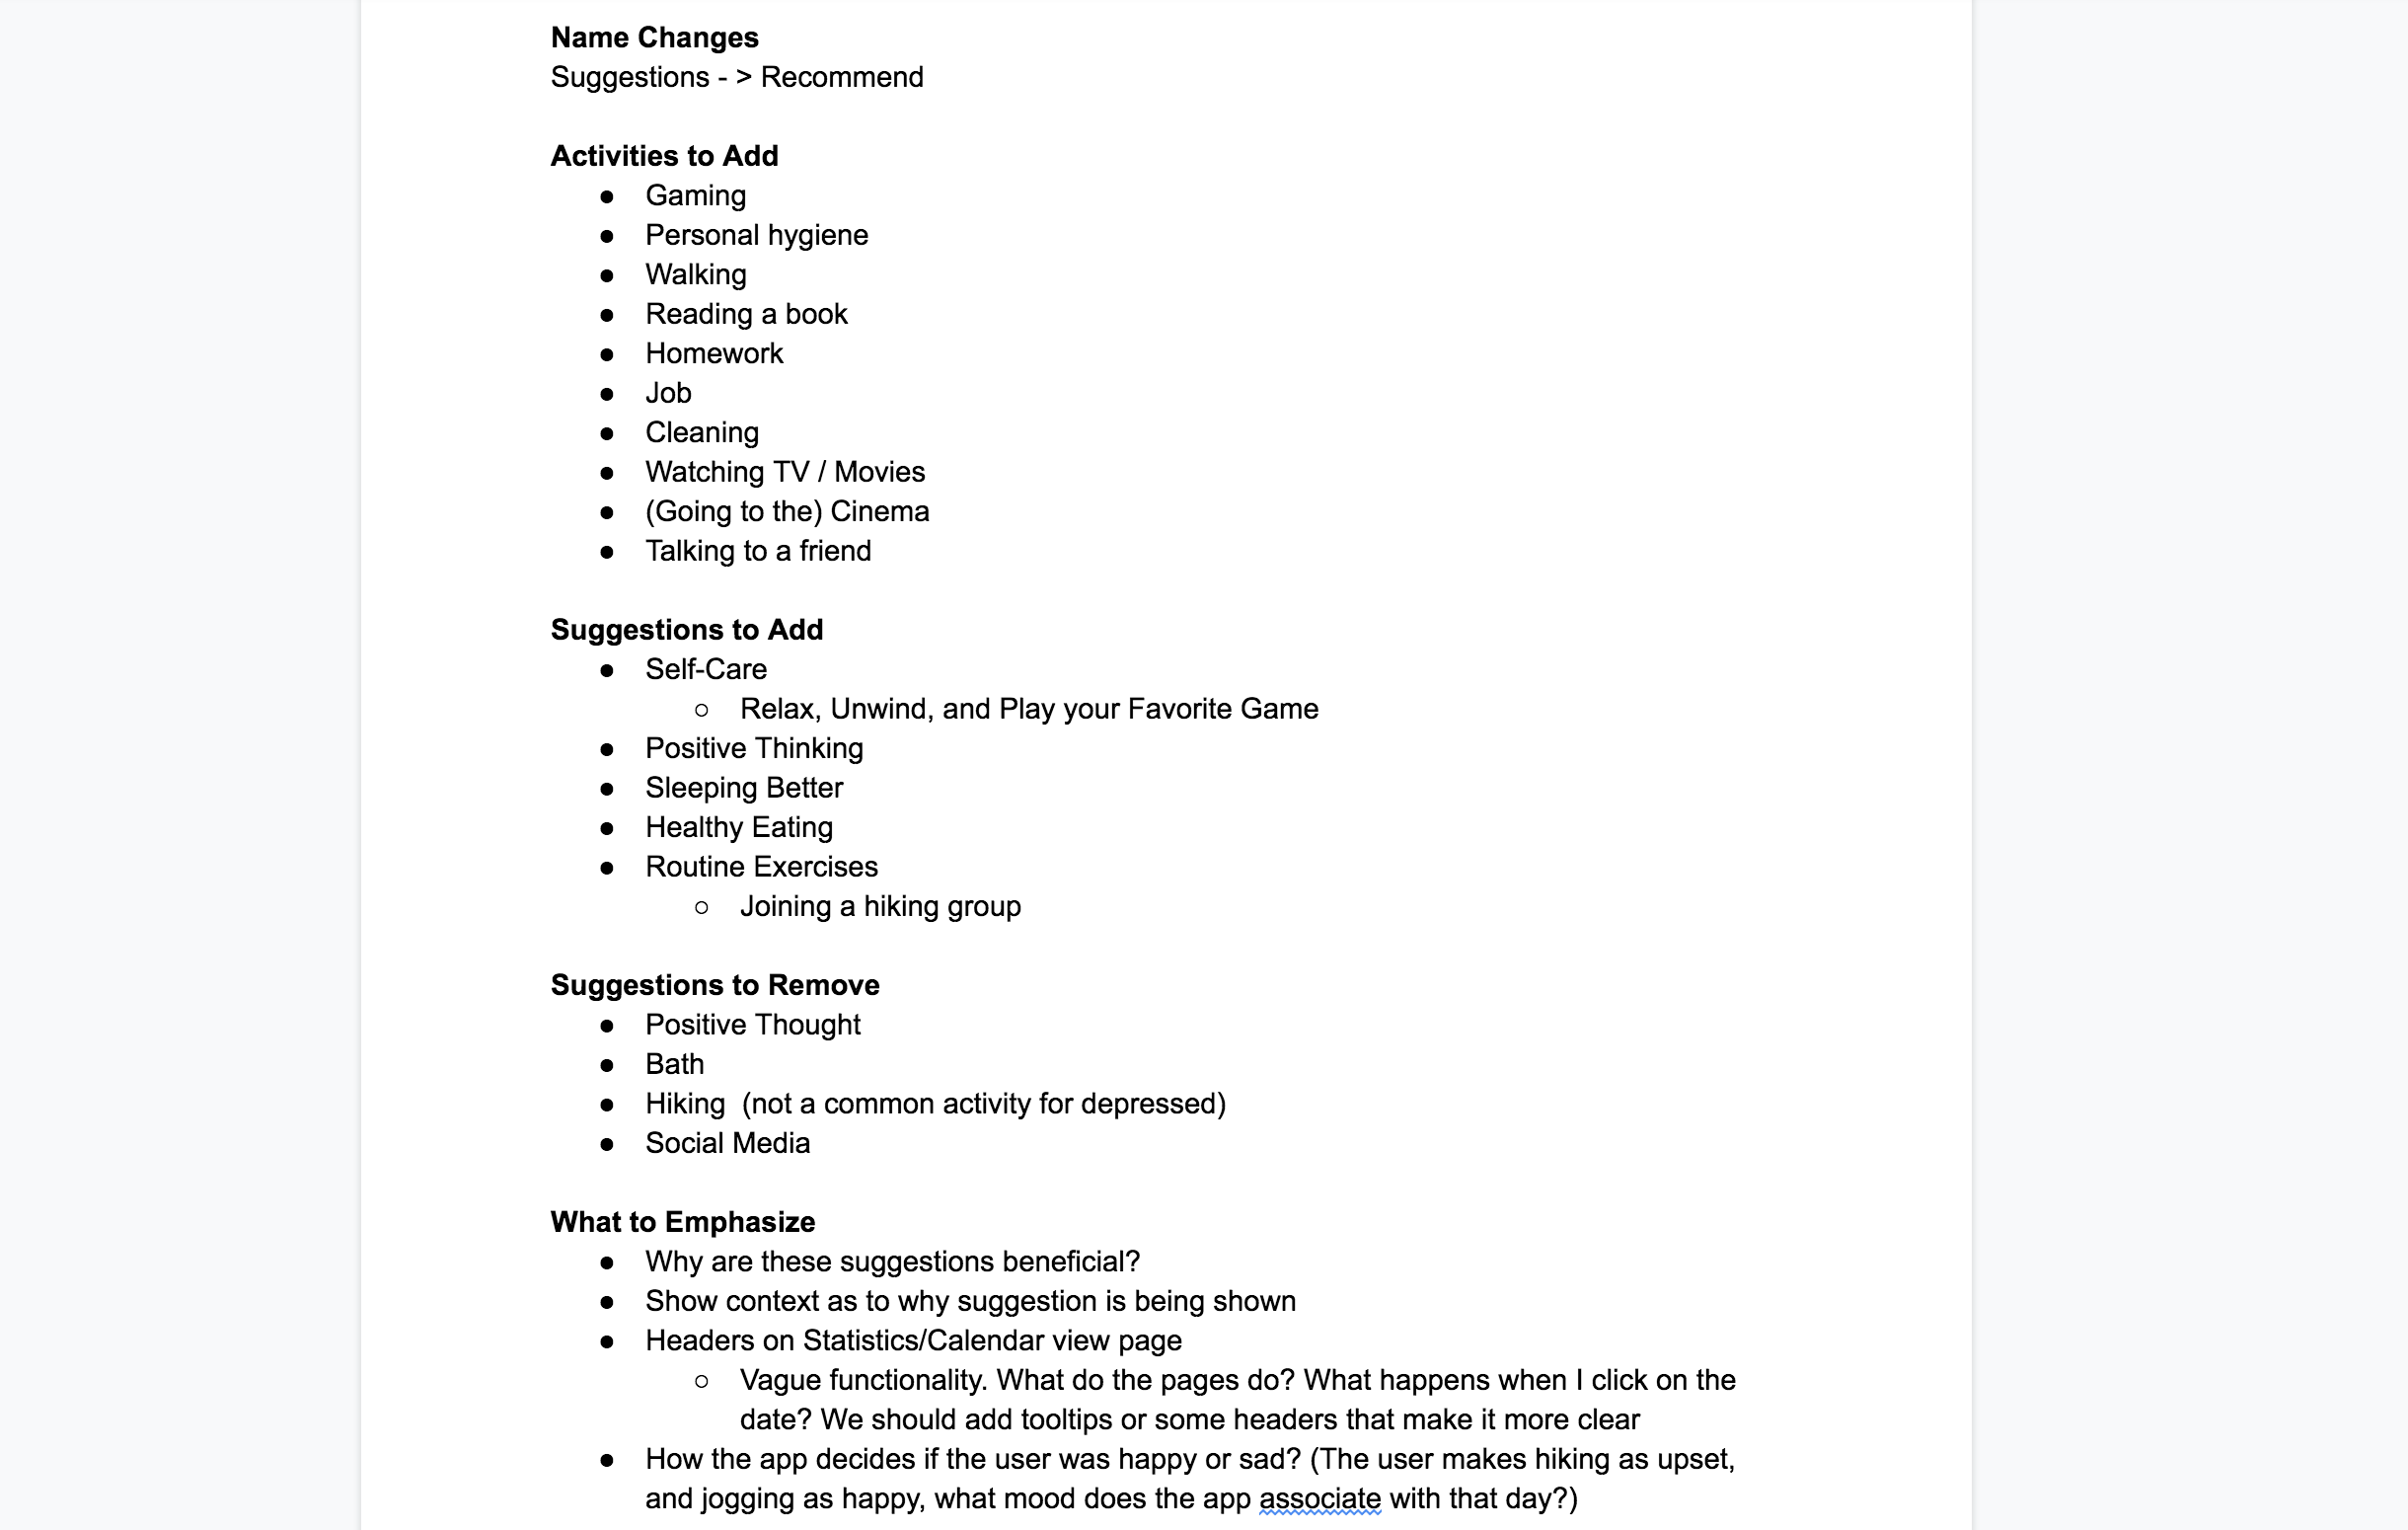 Name Changes
Suggestions - > Recommend
Activities to Add
● Gaming
● Personal hygiene
● Walking
● Reading a book
● Homework
● Job
● Cleaning
● Watching TV / Movies
● (Going to the) Cinema
● Talking to a friend
Suggestions to Add
● Self-Care
○ Relax, Unwind, and Play your Favorite Game
● Positive Thinking
● Sleeping Better
● Healthy Eating
● Routine Exercises
○ Joining a hiking group
Suggestions to Remove
● Positive Thought
● Bath
● Hiking  (not a common activity for depressed)
● Social Media
What to Emphasize
● Why are these suggestions beneficial?
● Show context as to why suggestion is being shown
● Headers on Statistics/Calendar view page
○ Vague functionality. What do the pages do? What happens when I click on the
date? We should add tooltips or some headers that make it more clear
● How the app decides if the user was happy or sad? (The user makes hiking as upset,
and jogging as happy, what mood does the app associate with that day?)